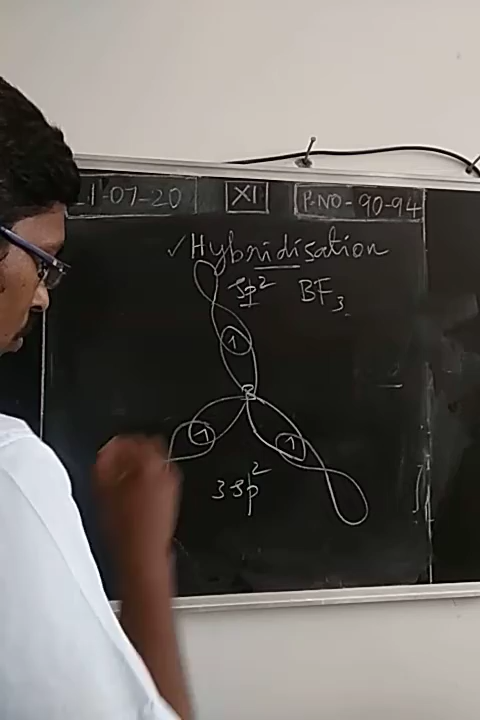 1-07-20 XI P.NO-90-94
✓Hybridisation
sp² BF₃
1
B
1 1
3sp²